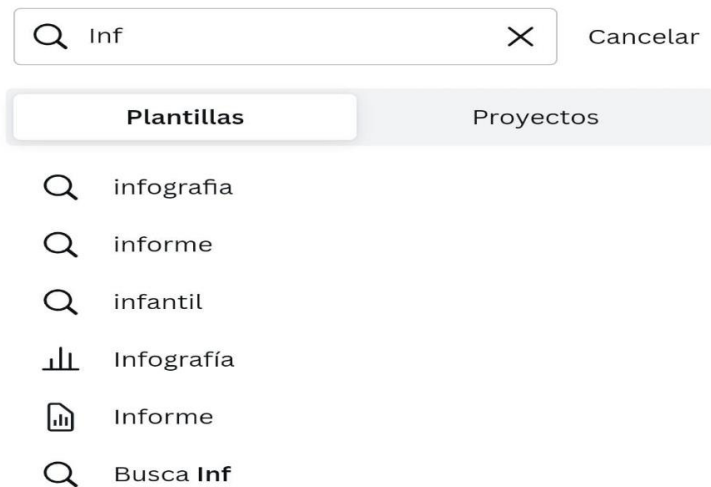 Inf Cancelar
Plantillas Proyectos
infografia
informe
infantil
Infografía
Informe
Busca Inf